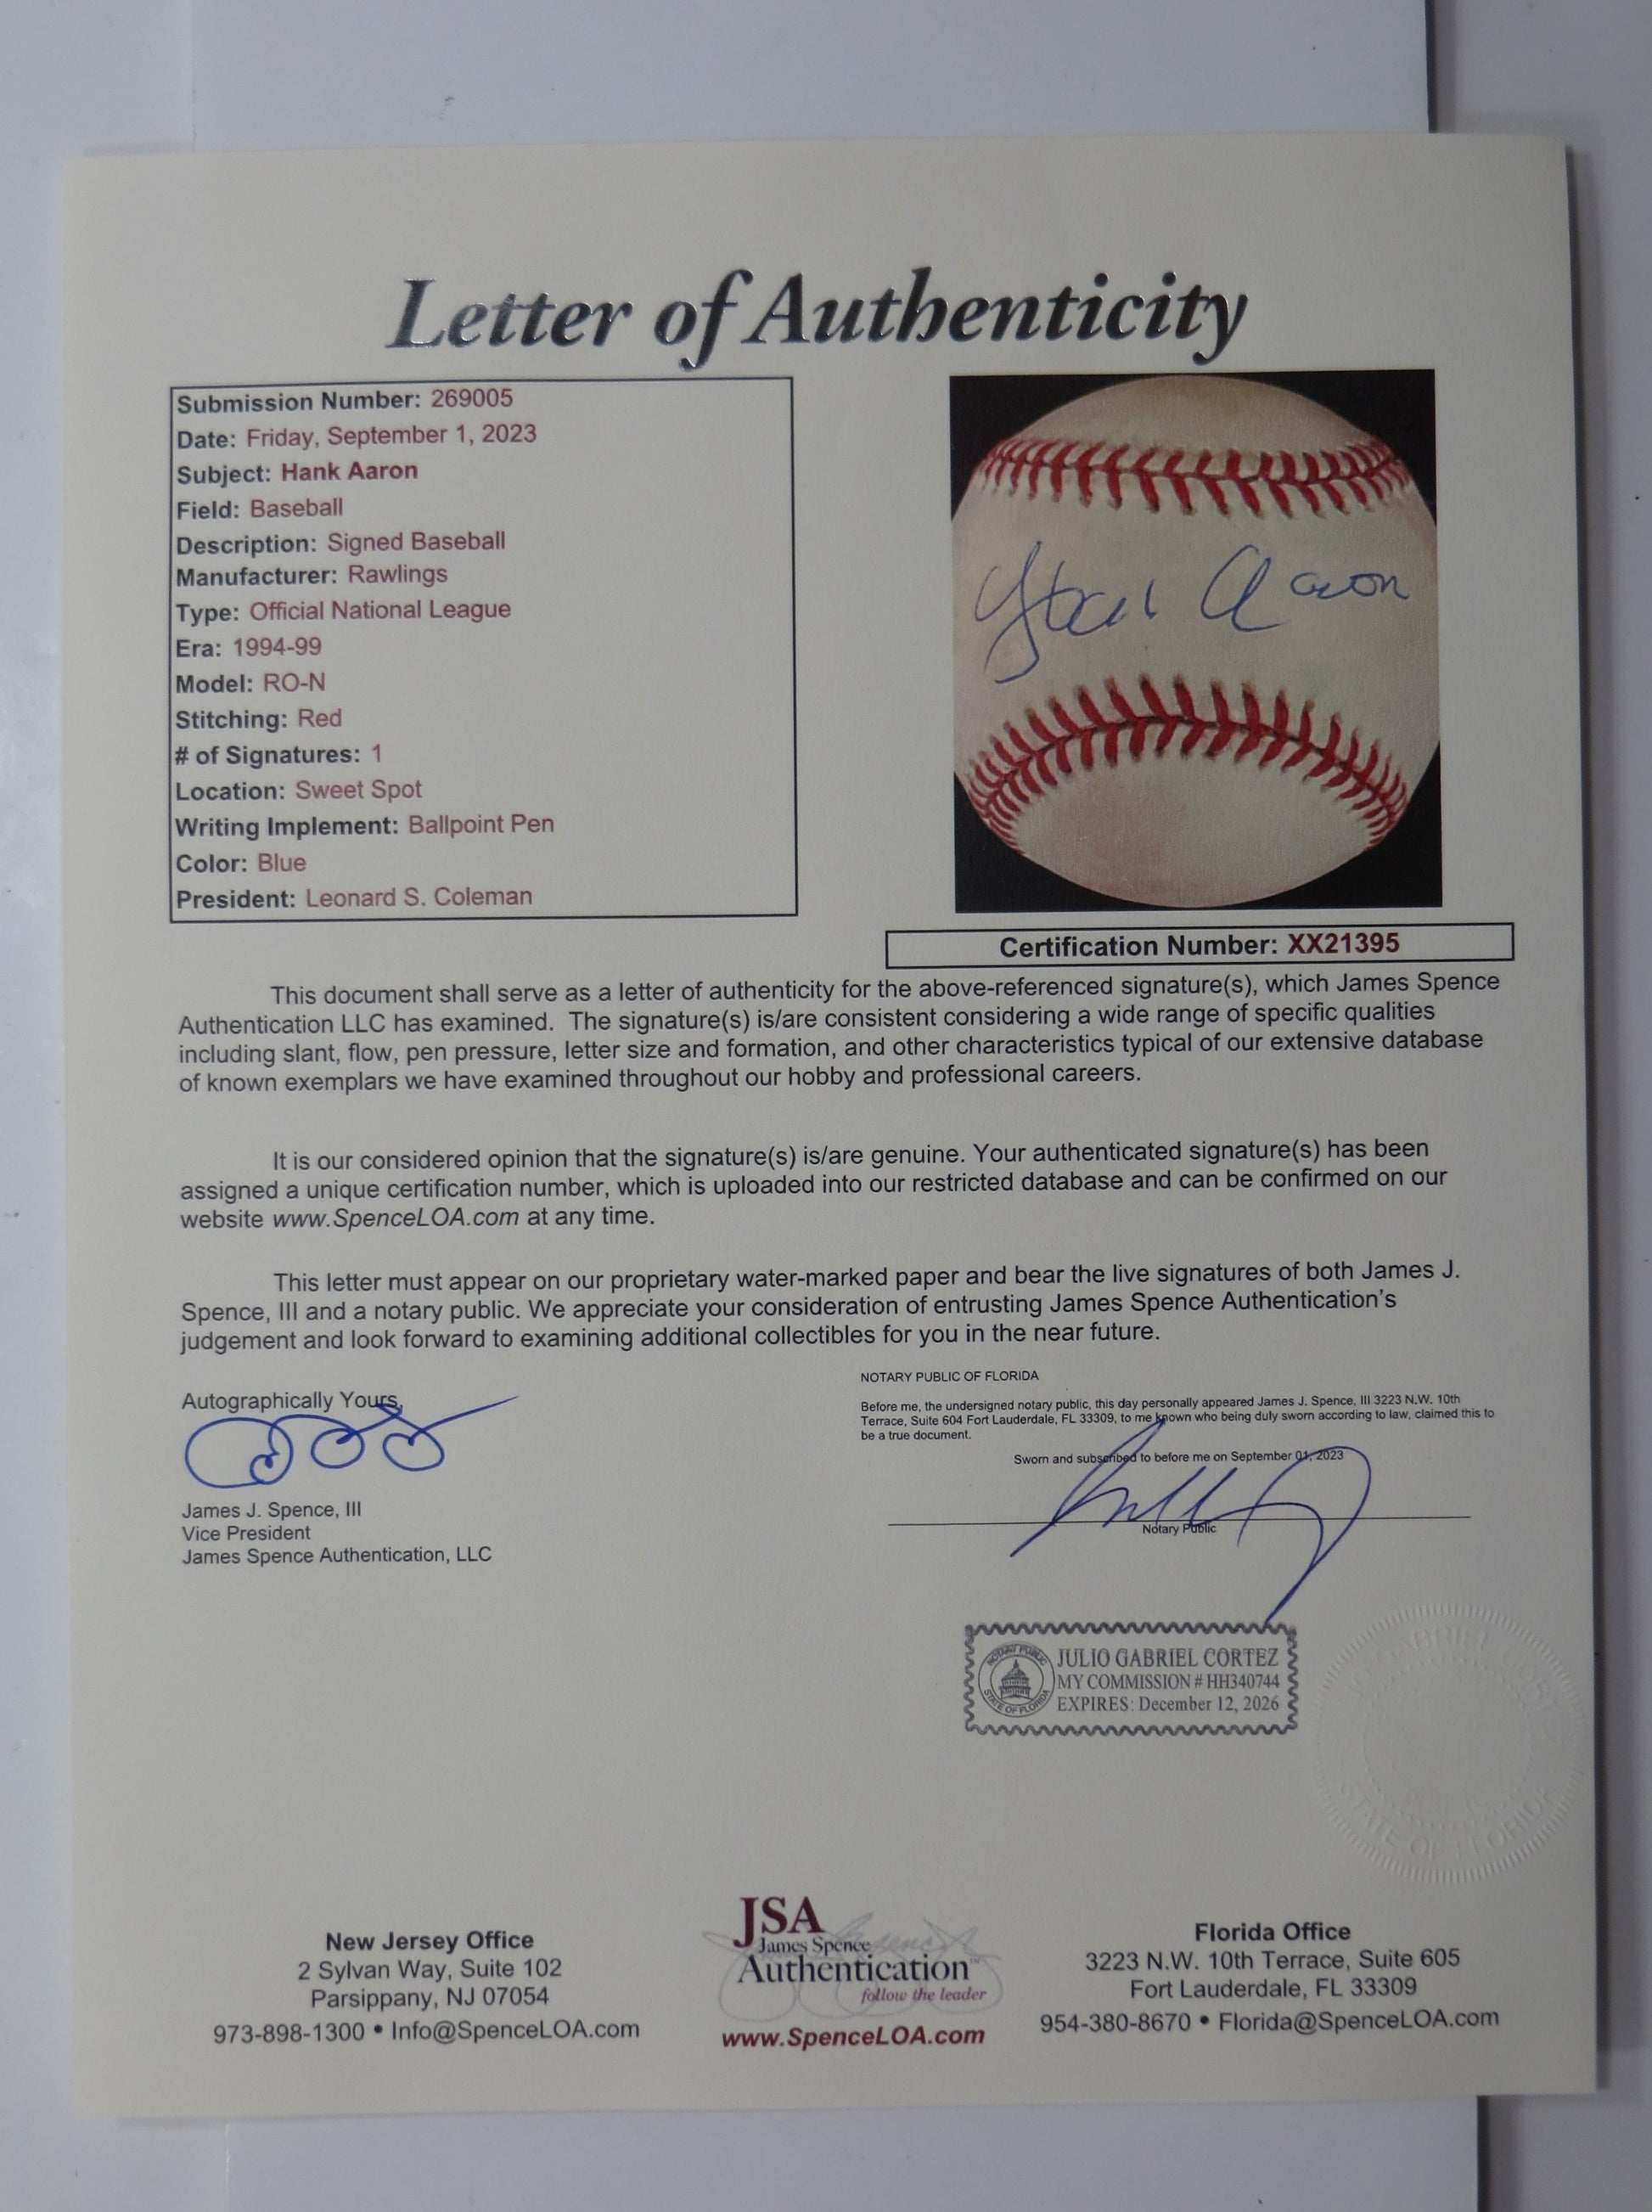 Letter of Authenticity
Submission Number: 269005
Date: Friday, September 1, 2023
Subject: Hank Aaron
Field: Baseball
Description: Signed Baseball
Manufacturer: Rawlings
Type: Official National League
Era: 1994-99
Model: RO-N
Stitching: Red
# of Signatures: 1
Location: Sweet Spot
Writing Implement: Ballpoint Pen
Color: Blue
President: Leonard S. Coleman
Hank Aaron
Certification Number: XX21395
This document shall serve as a letter of authenticity for the above-referenced signature(s), which James Spence
Authentication LLC has examined. The signature(s) is/are consistent considering a wide range of specific qualities
including slant, flow, pen pressure, letter size and formation, and other characteristics typical of our extensive database
of known exemplars we have examined throughout our hobby and professional careers.
It is our considered opinion that the signature(s) is/are genuine. Your authenticated signature(s) has been
assigned a unique certification number, which is uploaded into our restricted database and can be confirmed on our
website www.SpenceLOA.com at any time.
This letter must appear on our proprietary water-marked paper and bear the live signatures of both James J.
Spence, III and a notary public. We appreciate your consideration of entrusting James Spence Authentication's
judgement and look forward to examining additional collectibles for you in the near future.
Autographically Yours,
James J. Spence, III
Vice President
James Spence Authentication, LLC
NOTARY PUBLIC OF FLORIDA
Before me, the undersigned notary public, this day personally appeared James J. Spence, III 3223 N.W. 10th
Terrace, Suite 604 Fort Lauderdale, FL 33309, to me known who being duly sworn according to law, claimed this to
be a true document.
Sworn and subscribed to before me on September 01, 2023
Notary Public
NOTARY PUBLIC
STATE OF FLORIDA
JULIO GABRIEL CORTEZ
MY COMMISSION # HH340744
EXPIRES: December 12, 2026
GABRIEL
STATE OF FLORIDA
New Jersey Office
2 Sylvan Way, Suite 102
Parsippany, NJ 07054
973-898-1300 • Info@SpenceLOA.com
JSA
James Spence
Authentication™
follow the leader
www.SpenceLOA.com
Florida Office
3223 N.W. 10th Terrace, Suite 605
Fort Lauderdale, FL 33309
954-380-8670 • Florida@SpenceLOA.com